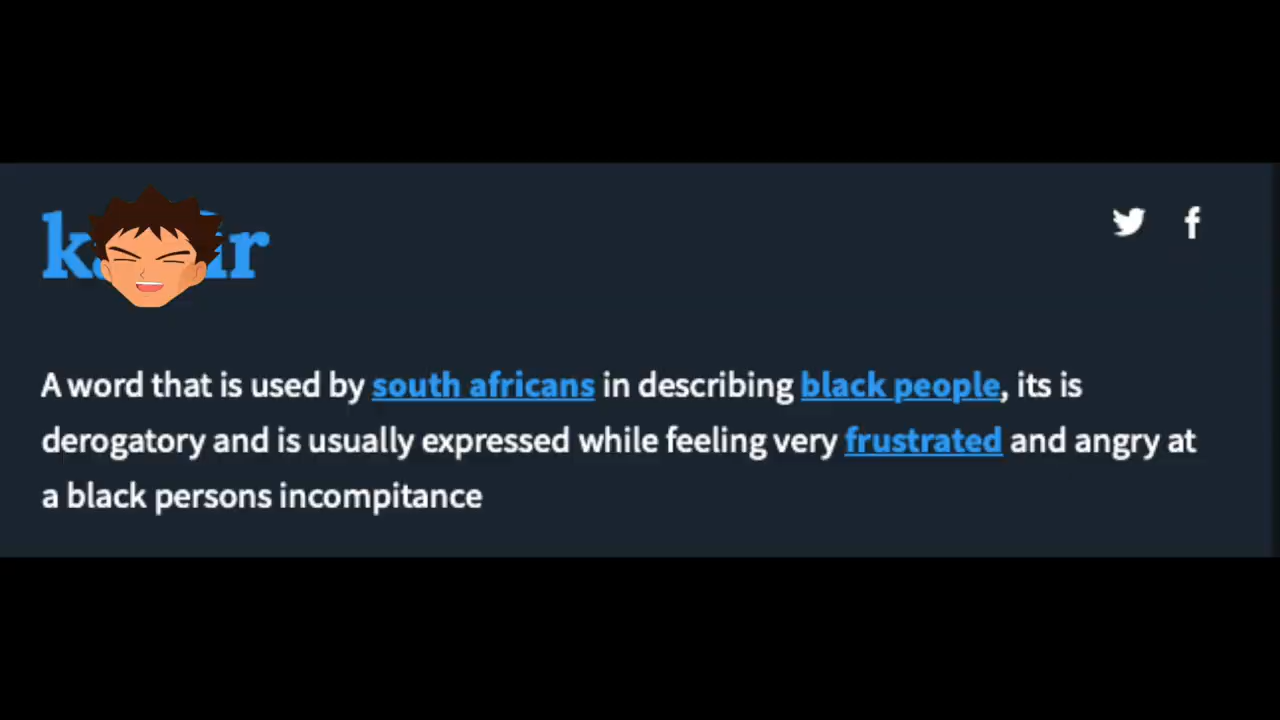 A word that is used by south africans in describing black people, its is
derogatory and is usually expressed while feeling very frustrated and angry at
a black persons incompitance